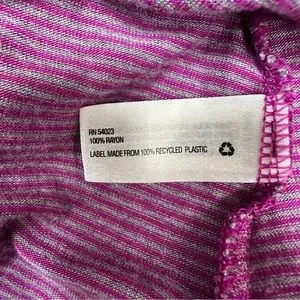 RN 54023
100% RAYON
LABEL MADE FROM 100% RECYCLED PLASTIC